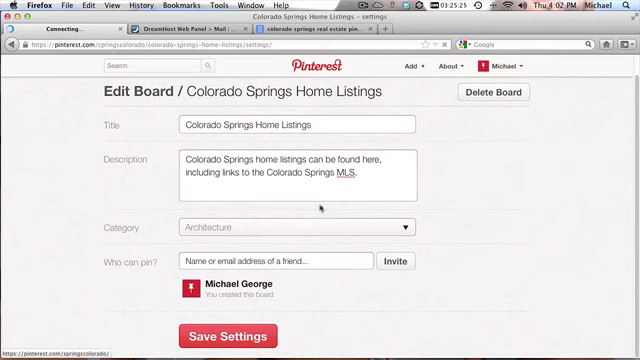 Firefox File Edit View History Bookmarks Tools Window Help 03:25:25 Thu 4:02 PM Michael
Colorado Springs Home Listings - settings
Connecting... DreamHost Web Panel > Mail : ... colorado springs real estate pin...
https://pinterest.com/springscolorado/colorado-springs-home-listings/settings/ Google
Search Pinterest Add + About Michael
Edit Board / Colorado Springs Home Listings Delete Board
Title Colorado Springs Home Listings
Description Colorado Springs home listings can be found here,
including links to the Colorado Springs MLS.
Category Architecture
Who can pin? Name or email address of a friend... Invite
Michael George
You created this board
Save Settings
https://pinterest.com/springscolorado/